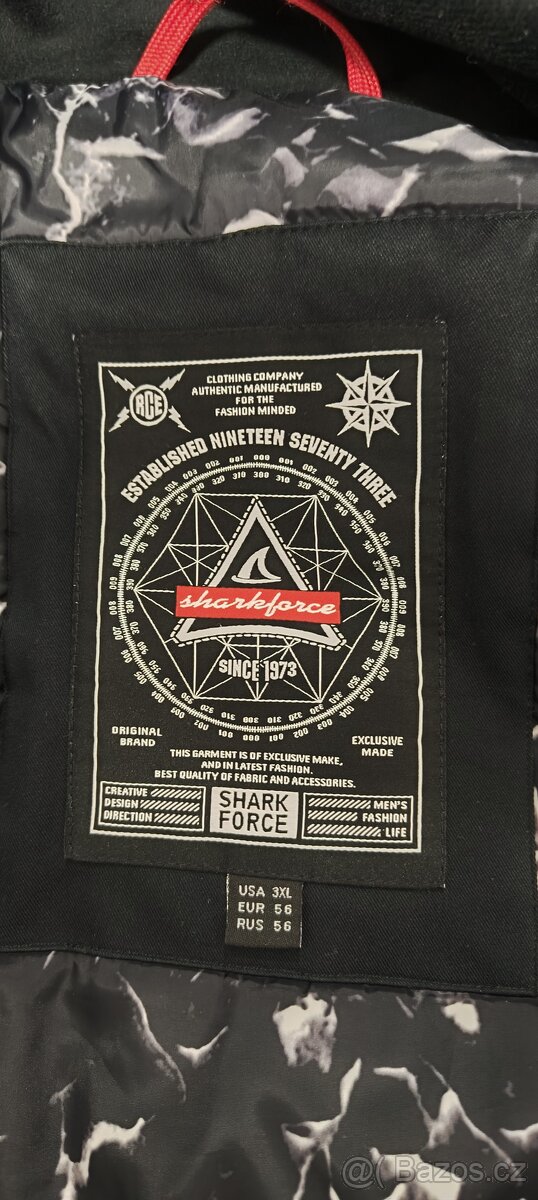 RCE
CLOTHING COMPANY
AUTHENTIC MANUFACTURED
FOR THE
FASHION MINDED
ESTABLISHED NINETEEN SEVENTY THREE
sharkforce
SINCE 1973
ORIGINAL
BRAND
EXCLUSIVE
MADE
THIS GARMENT IS OF EXCLUSIVE MAKE,
AND IN LATEST FASHION.
BEST QUALITY OF FABRIC AND ACCESSORIES.
CREATIVE
DESIGN
DIRECTION
SHARK
FORCE
MEN'S
FASHION
LIFE
USA 3XL
EUR 56
RUS 56
@( Bazoš.cz